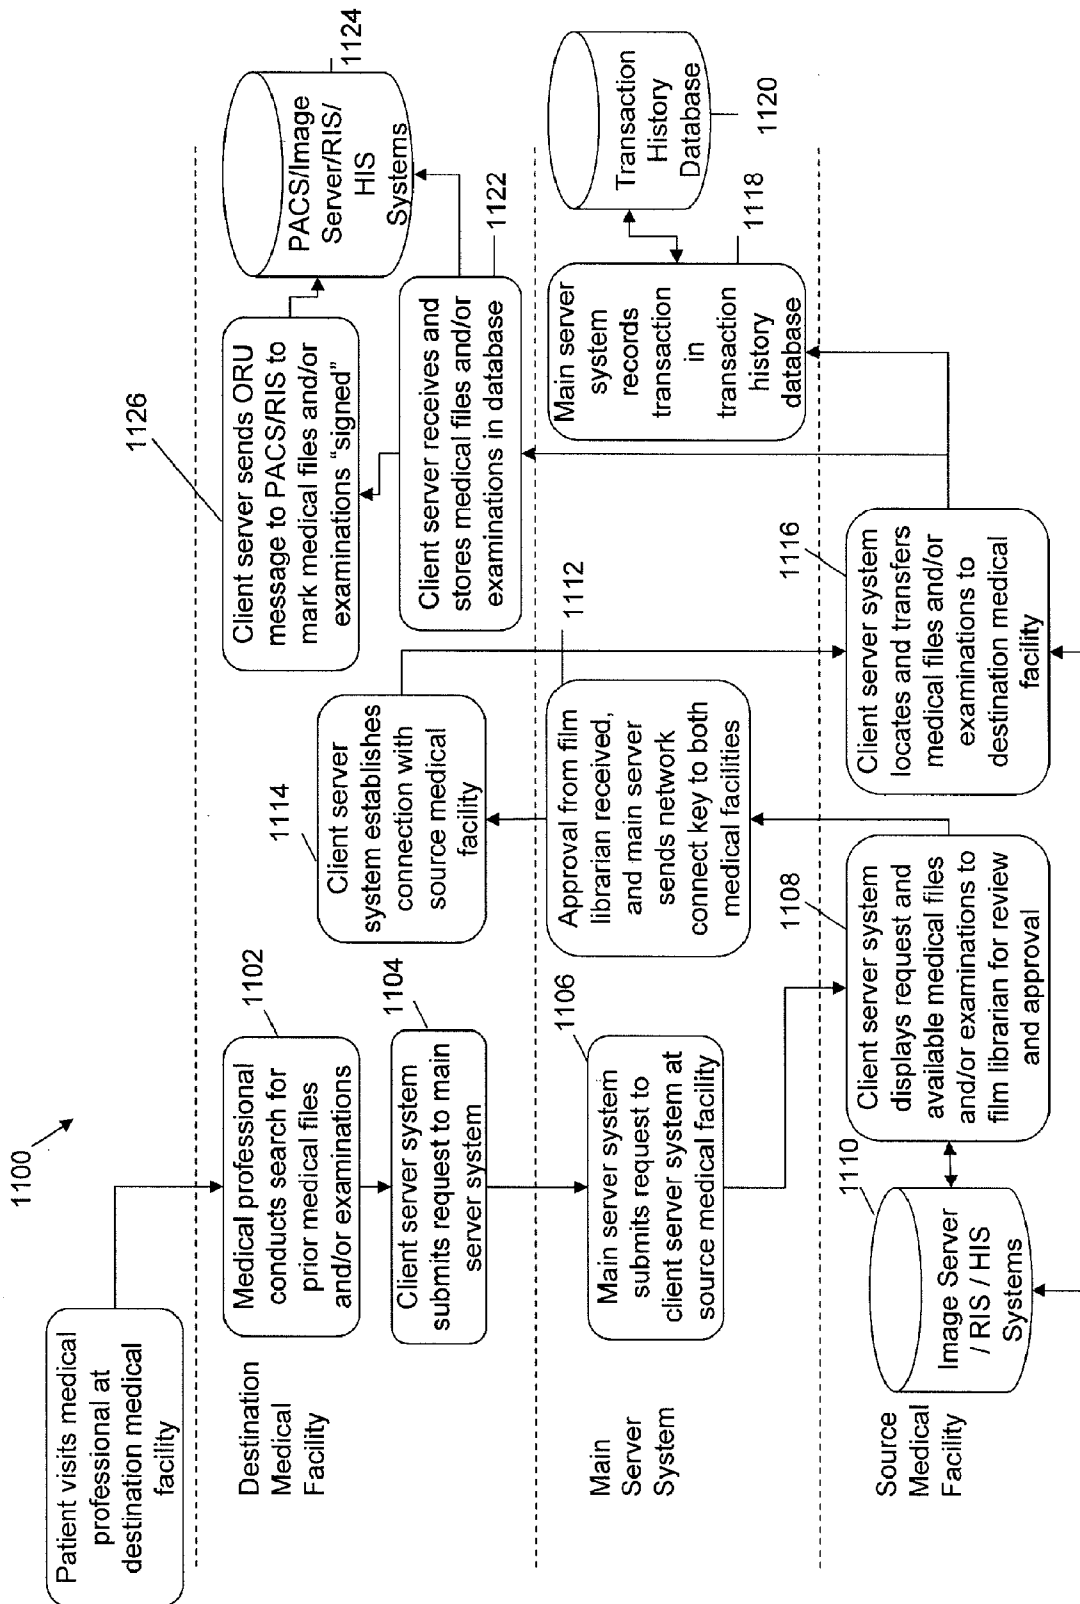 1100
Patient visits medical
professional at
destination medical
facility
Destination
Medical
Facility
1102
Medical professional
conducts search for
prior medical files
and/or examinations
1104
Client server system
submits request to main
server system
Main
Server
System
1106
Main server system
submits request to
client server system at
source medical facility
Source
Medical
Facility
1110
Image Server
/ RIS / HIS
Systems
1108
Client server system
displays request and
available medical files
and/or examinations to
film librarian for review
and approval
1112
Approval from film
librarian received,
and main server
sends network
connect key to both
medical facilities
1114
Client server
system establishes
connection with
source medical
facility
1116
Client server system
locates and transfers
medical files and/or
examinations to
destination medical
facility
1118
Main server
system
records
transaction
in
transaction
history
database
1120
Transaction
History
Database
1122
Client server receives and
stores medical files and/or
examinations in database
1126
Client server sends ORU
message to PACS/RIS to
mark medical files and/or
examinations “signed”
1124
PACS/Image
Server/RIS/
HIS
Systems